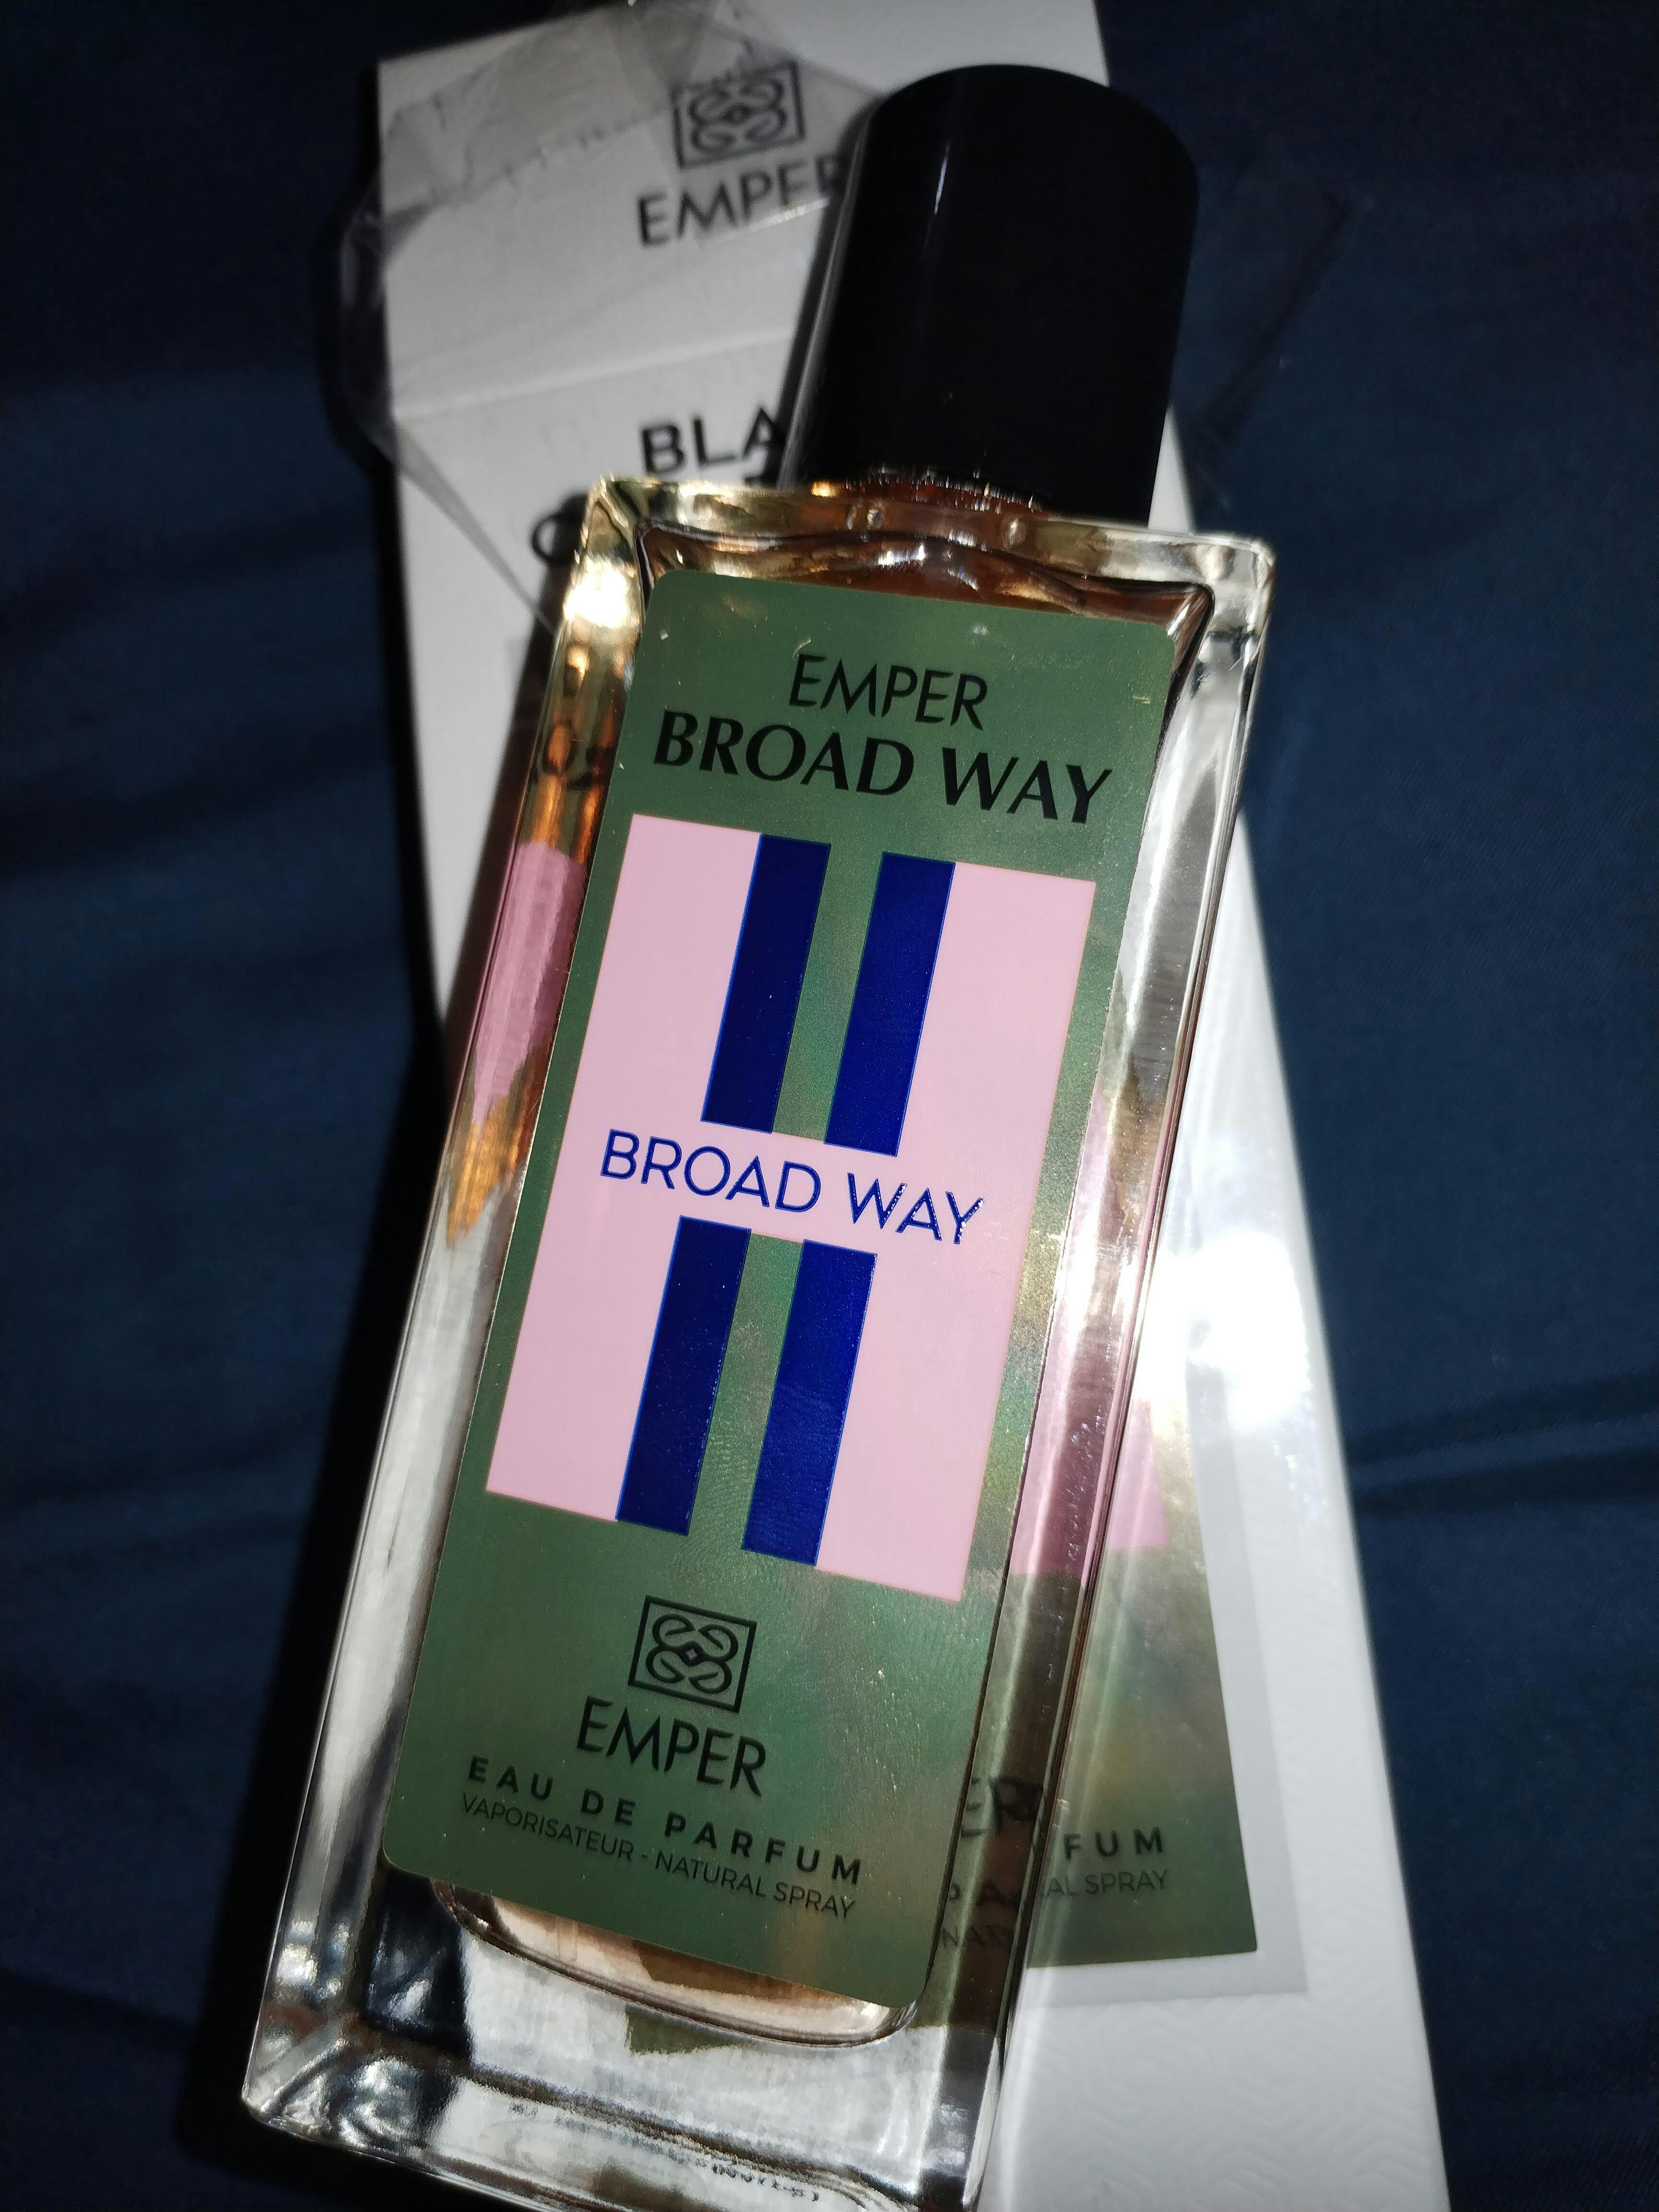 EMPER
EMPER
BROAD WAY
BROAD WAY
EMPER
EAU DE PARFUM
VAPORISATEUR - NATURAL SPRAY